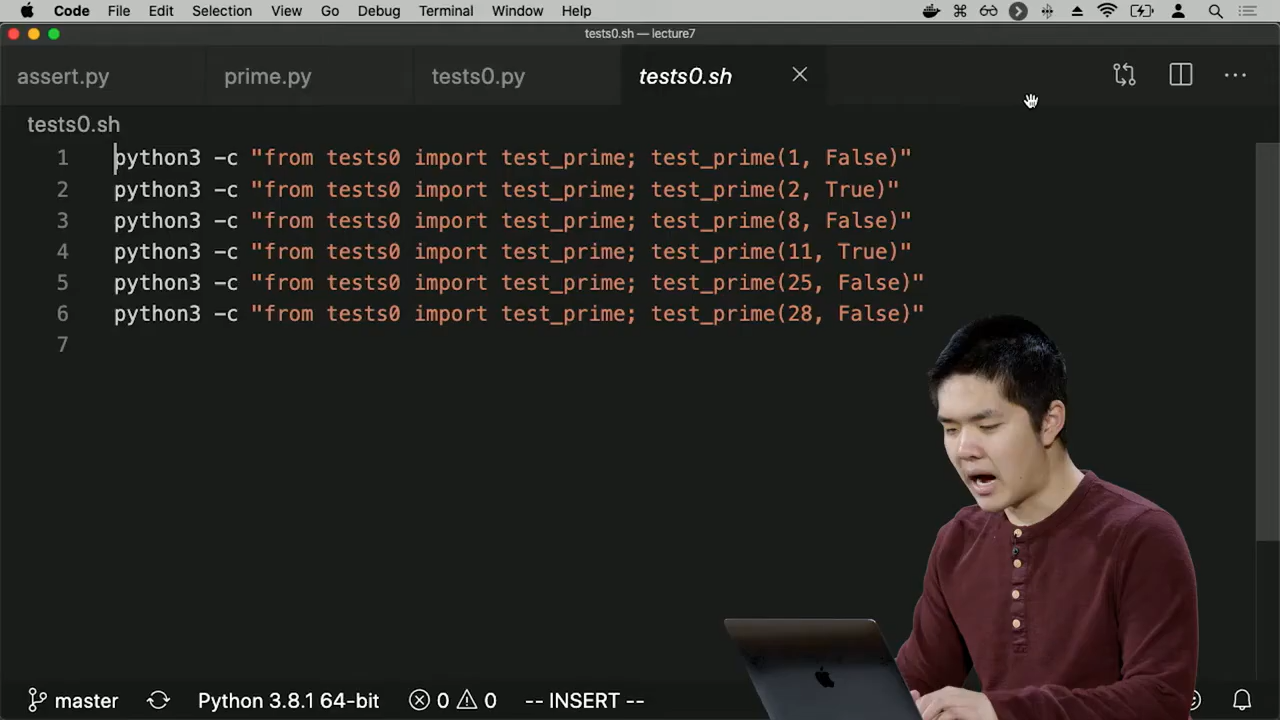 Code File Edit Selection View Go Debug Terminal Window Help
tests0.sh — lecture7
assert.py prime.py tests0.py tests0.sh
tests0.sh
1 python3 -c "from tests0 import test_prime; test_prime(1, False)"
2 python3 -c "from tests0 import test_prime; test_prime(2, True)"
3 python3 -c "from tests0 import test_prime; test_prime(8, False)"
4 python3 -c "from tests0 import test_prime; test_prime(11, True)"
5 python3 -c "from tests0 import test_prime; test_prime(25, False)"
6 python3 -c "from tests0 import test_prime; test_prime(28, False)"
7
master Python 3.8.1 64-bit 0 0 -- INSERT --